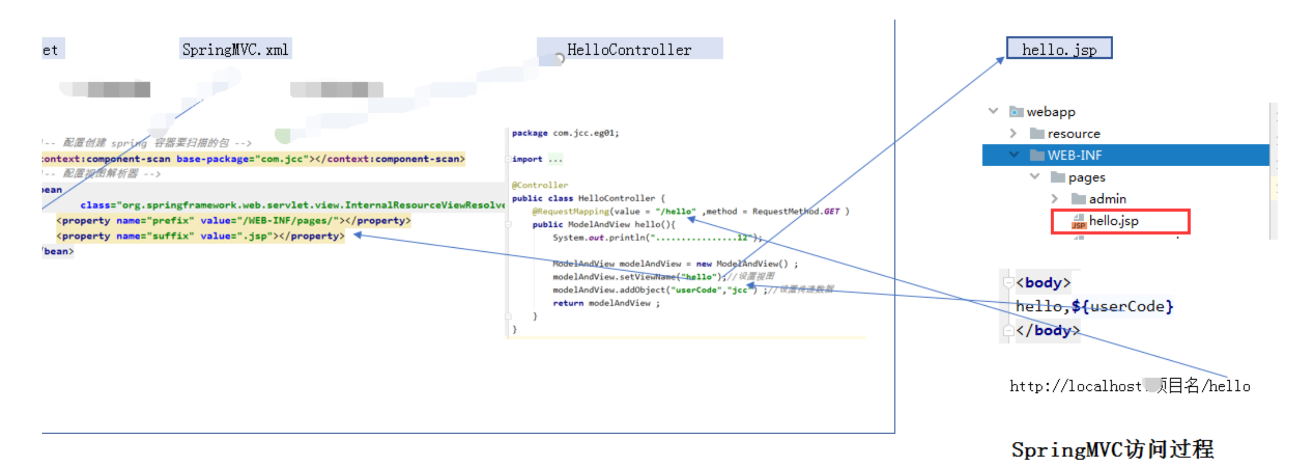 et
SpringMVC.xml
HelloController
hello.jsp
-- 配置创建 spring 容器要扫描的包 -->
context:component-scan base-package="com.jcc"></context:component-scan>
-- 配置视图解析器 -->
bean
class="org.springframework.web.servlet.view.InternalResourceViewResolve
<property name="prefix" value="/WEB-INF/pages/"></property>
<property name="suffix" value=".jsp"></property>
/bean>
package com.jcc.eg01;
import ...
@Controller
public class HelloController {
@RequestMapping(value = "/hello" ,method = RequestMethod.GET )
public ModelAndView hello(){
System.out.println("...............12");
ModelAndView modelAndView = new ModelAndView() ;
modelAndView.setViewName("hello");//设置视图
modelAndView.addObject("userCode","jcc") ;//设置传递数据
return modelAndView ;
}
}
webapp
resource
WEB-INF
pages
admin
hello.jsp
<body>
hello,${userCode}
</body>
http://localhost:项目名/hello
SpringMVC访问过程